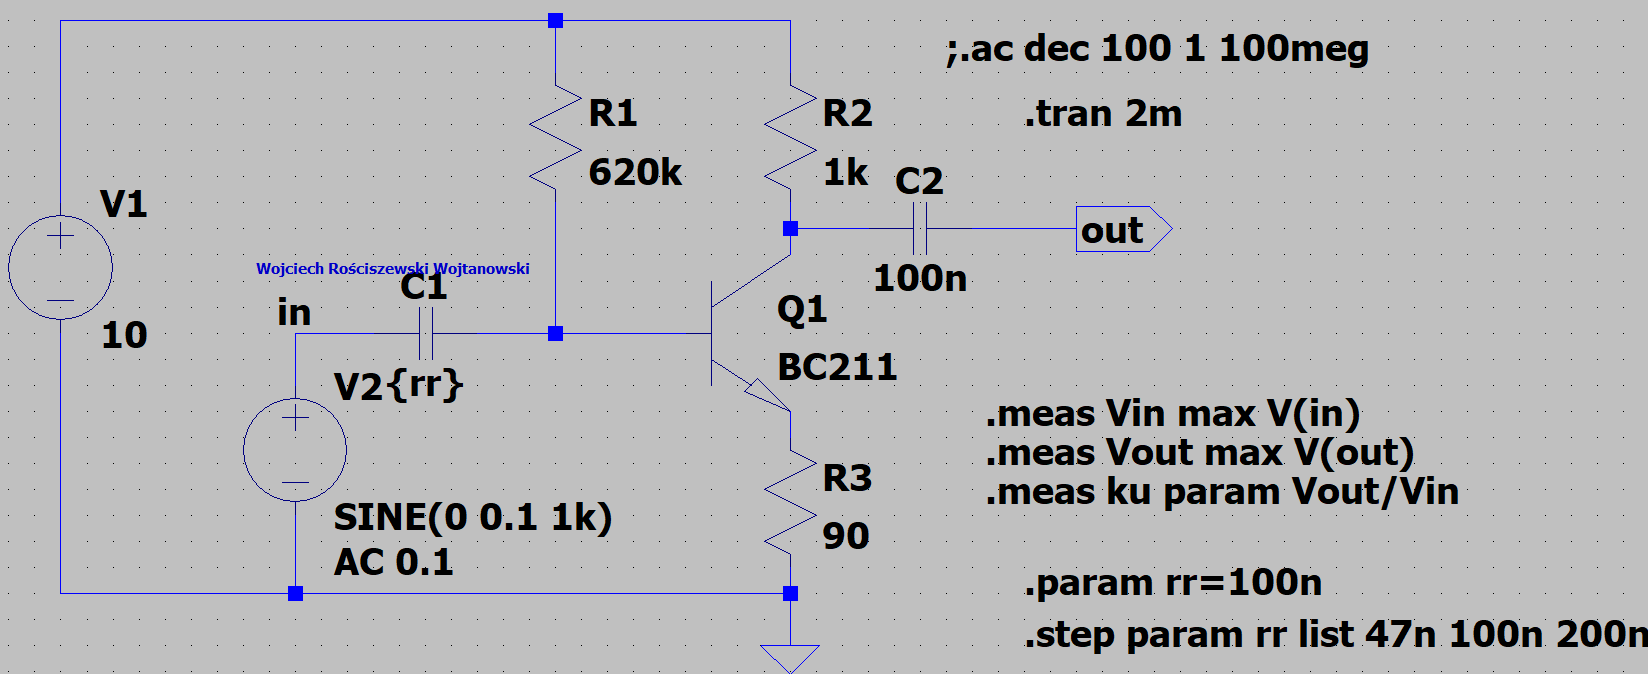 ;.ac dec 100 1 100meg
.tran 2m
R1
620k
R2
1k
C2
100n
out
V1
10
Wojciech Rościszewski Wojtanowski
C1
in
{rr}
V2
SINE(0 0.1 1k)
AC 0.1
Q1
BC211
R3
90
.meas Vin max V(in)
.meas Vout max V(out)
.meas ku param Vout/Vin
.param rr=100n
.step param rr list 47n 100n 200n